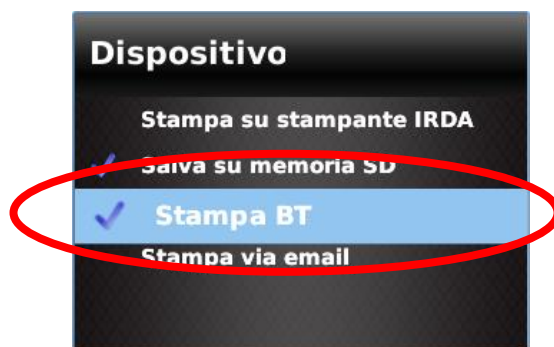 Dispositivo
Stampa su stampante IRDA
Salva su memoria SD
Stampa BT
Stampa via email